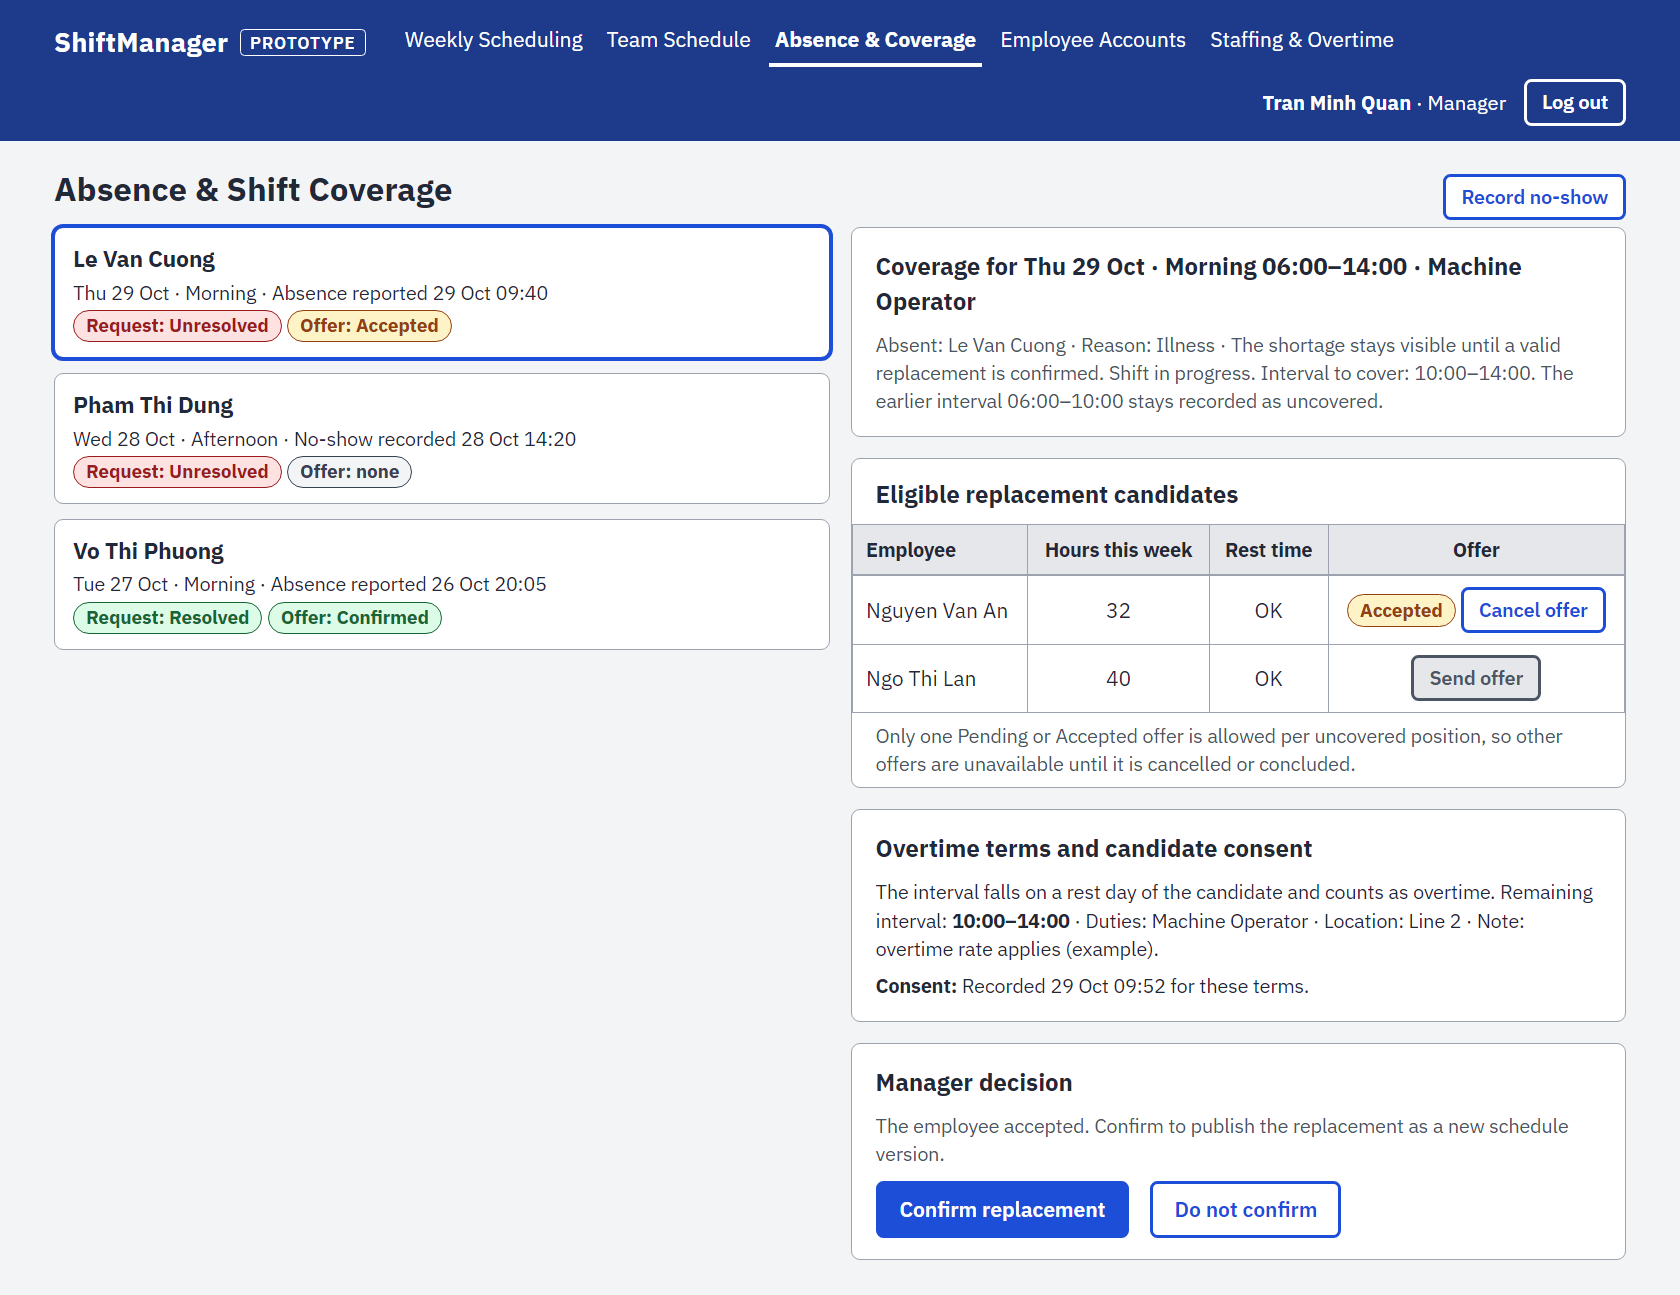 ShiftManager PROTOTYPE Weekly Scheduling Team Schedule Absence & Coverage Employee Accounts Staffing & Overtime
Tran Minh Quan · Manager Log out
Absence & Shift Coverage
Record no-show
Le Van Cuong
Thu 29 Oct · Morning · Absence reported 29 Oct 09:40
Request: Unresolved Offer: Accepted
Pham Thi Dung
Wed 28 Oct · Afternoon · No-show recorded 28 Oct 14:20
Request: Unresolved Offer: none
Vo Thi Phuong
Tue 27 Oct · Morning · Absence reported 26 Oct 20:05
Request: Resolved Offer: Confirmed
Coverage for Thu 29 Oct · Morning 06:00–14:00 · Machine
Operator
Absent: Le Van Cuong · Reason: Illness · The shortage stays visible until a valid
replacement is confirmed. Shift in progress. Interval to cover: 10:00–14:00. The
earlier interval 06:00–10:00 stays recorded as uncovered.
Eligible replacement candidates
Employee Hours this week Rest time Offer
Nguyen Van An 32 OK Accepted Cancel offer
Ngo Thi Lan 40 OK Send offer
Only one Pending or Accepted offer is allowed per uncovered position, so other
offers are unavailable until it is cancelled or concluded.
Overtime terms and candidate consent
The interval falls on a rest day of the candidate and counts as overtime. Remaining
interval: 10:00–14:00 · Duties: Machine Operator · Location: Line 2 · Note:
overtime rate applies (example).
Consent: Recorded 29 Oct 09:52 for these terms.
Manager decision
The employee accepted. Confirm to publish the replacement as a new schedule
version.
Confirm replacement Do not confirm